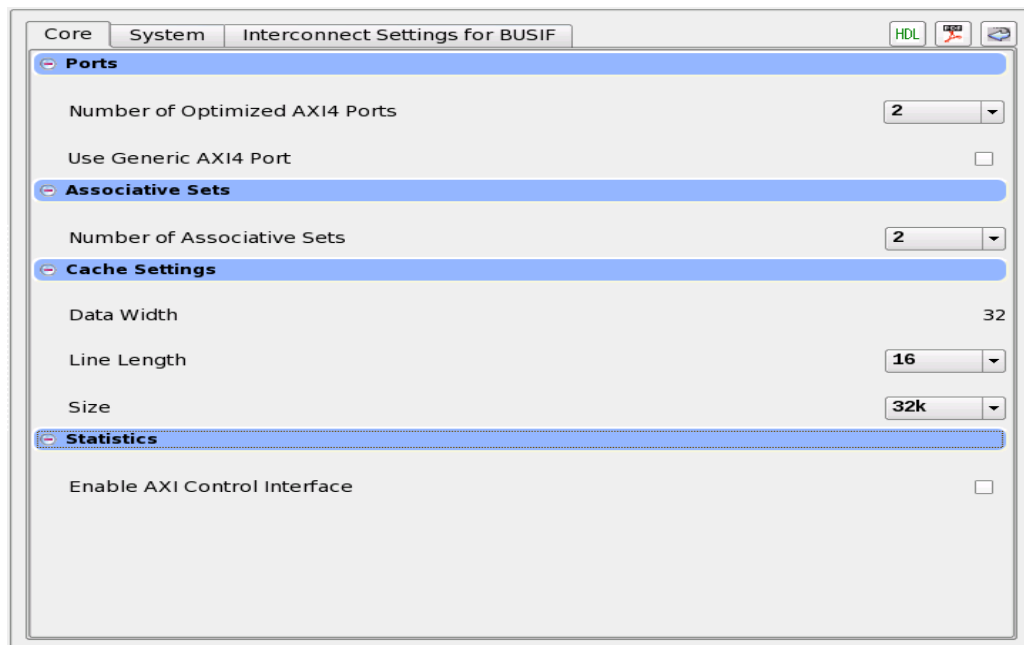 Core System Interconnect Settings for BUSIF HDL PDF
Ports
Number of Optimized AXI4 Ports 2
Use Generic AXI4 Port
Associative Sets
Number of Associative Sets 2
Cache Settings
Data Width 32
Line Length 16
Size 32k
Statistics
Enable AXI Control Interface